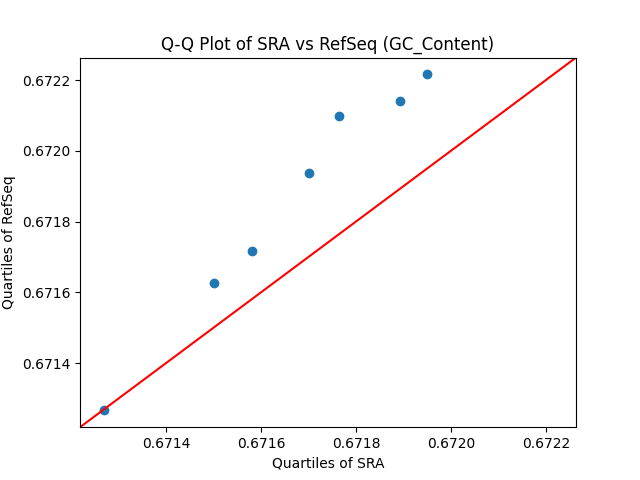 Q-Q Plot of SRA vs RefSeq (GC_Content)
0.6722
0.6720
0.6718
0.6716
0.6714
Quartiles of RefSeq
0.6714 0.6716 0.6718 0.6720 0.6722
Quartiles of SRA